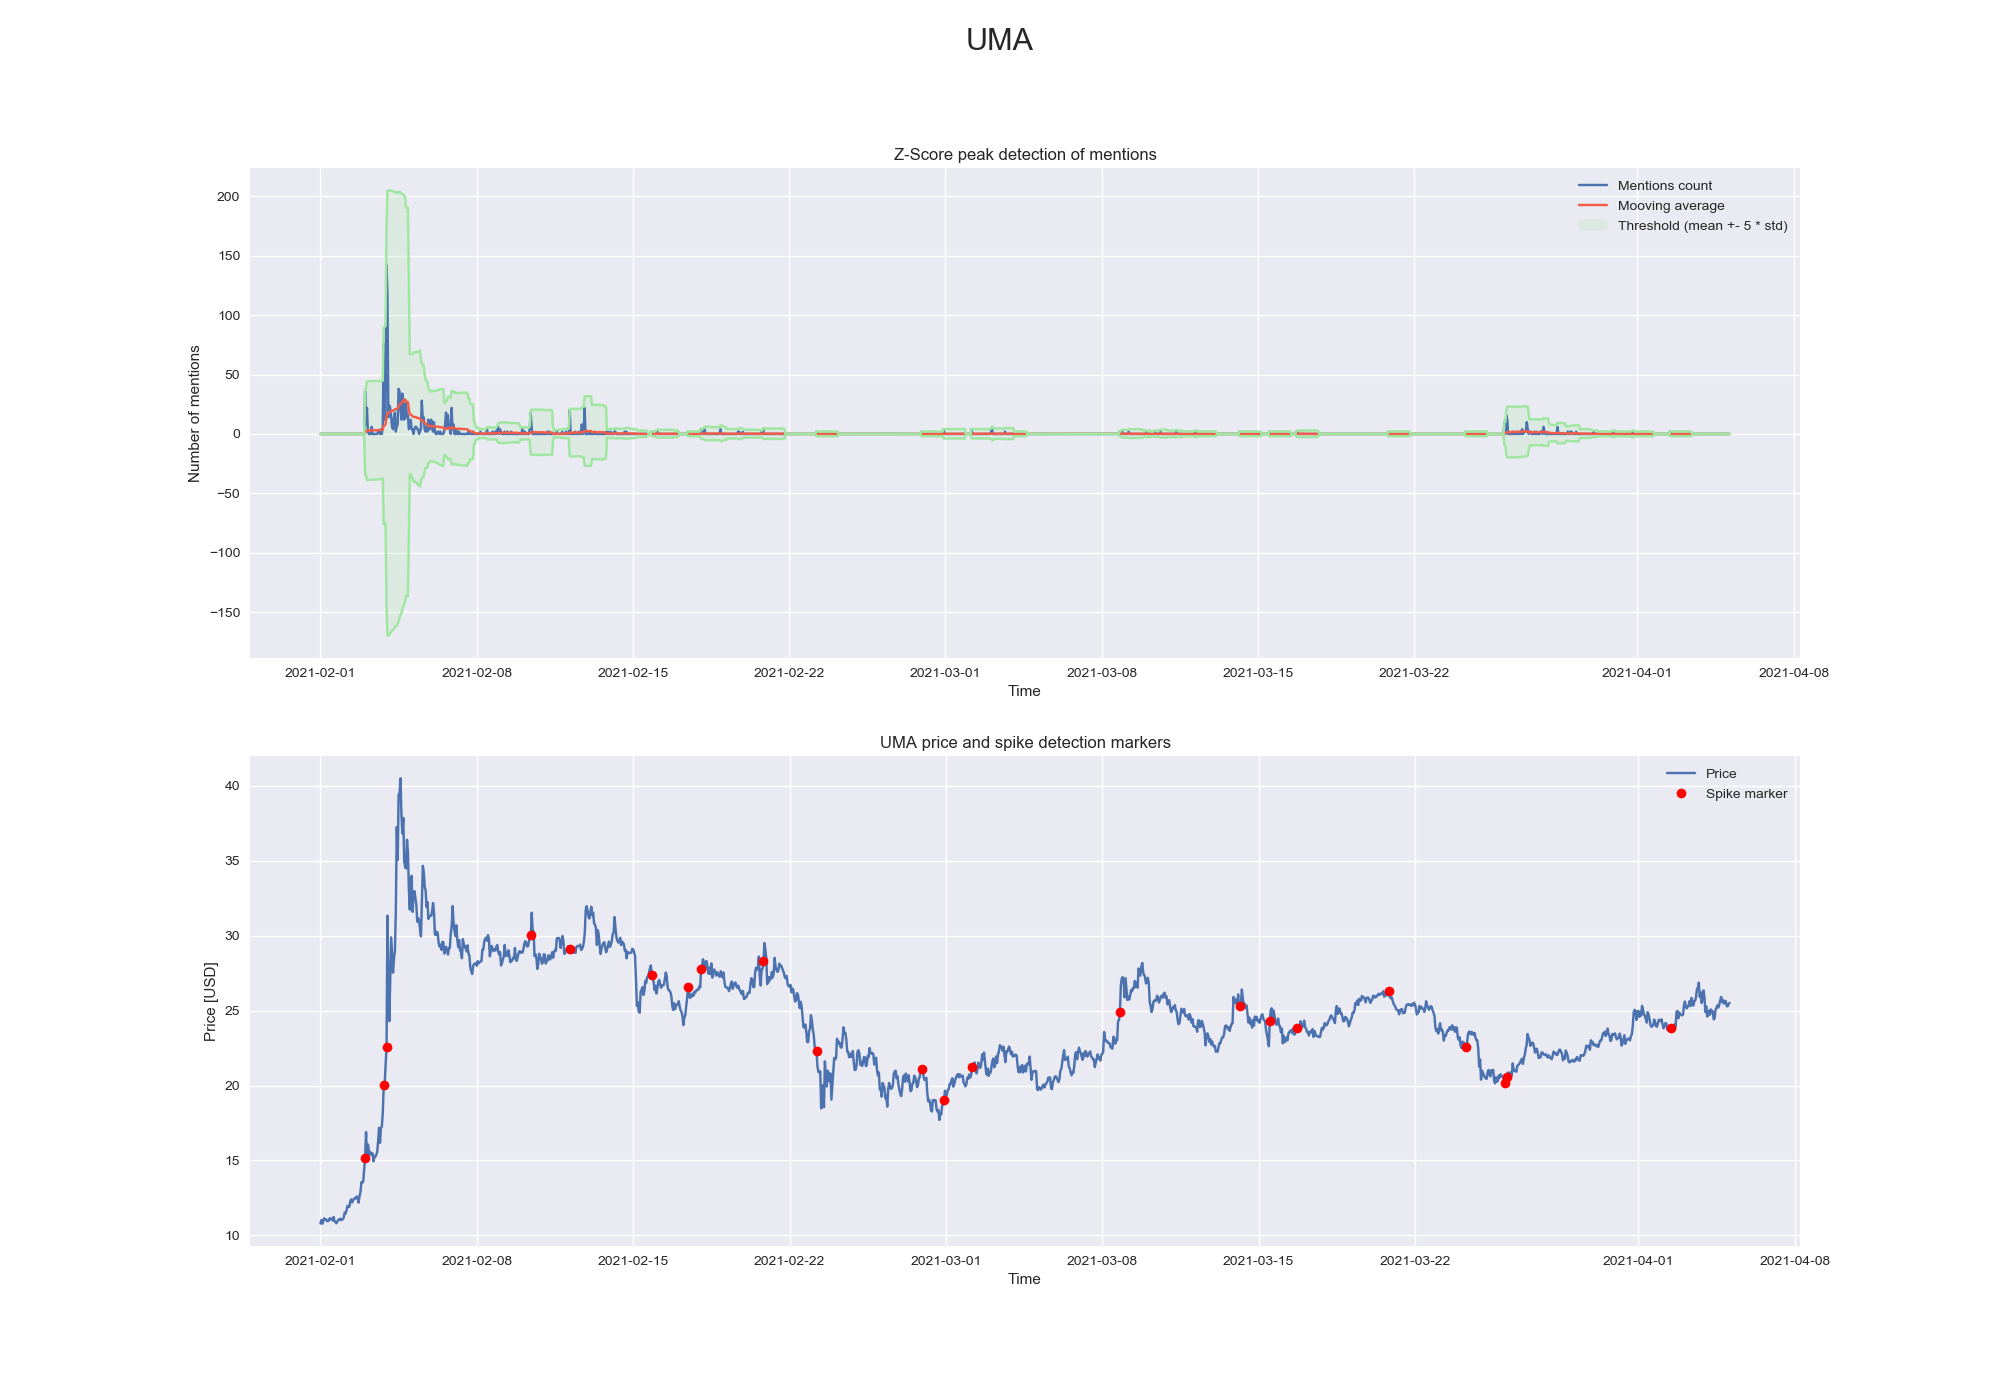 UMA
Z-Score peak detection of mentions
Mentions count
Mooving average
Threshold (mean +- 5 * std)
200
150
100
50
0
−50
−100
−150
Number of mentions
2021-02-01 2021-02-08 2021-02-15 2021-02-22 2021-03-01 2021-03-08 2021-03-15 2021-03-22 2021-04-01 2021-04-08
Time
UMA price and spike detection markers
Price
Spike marker
40
35
30
25
20
15
10
Price [USD]
2021-02-01 2021-02-08 2021-02-15 2021-02-22 2021-03-01 2021-03-08 2021-03-15 2021-03-22 2021-04-01 2021-04-08
Time